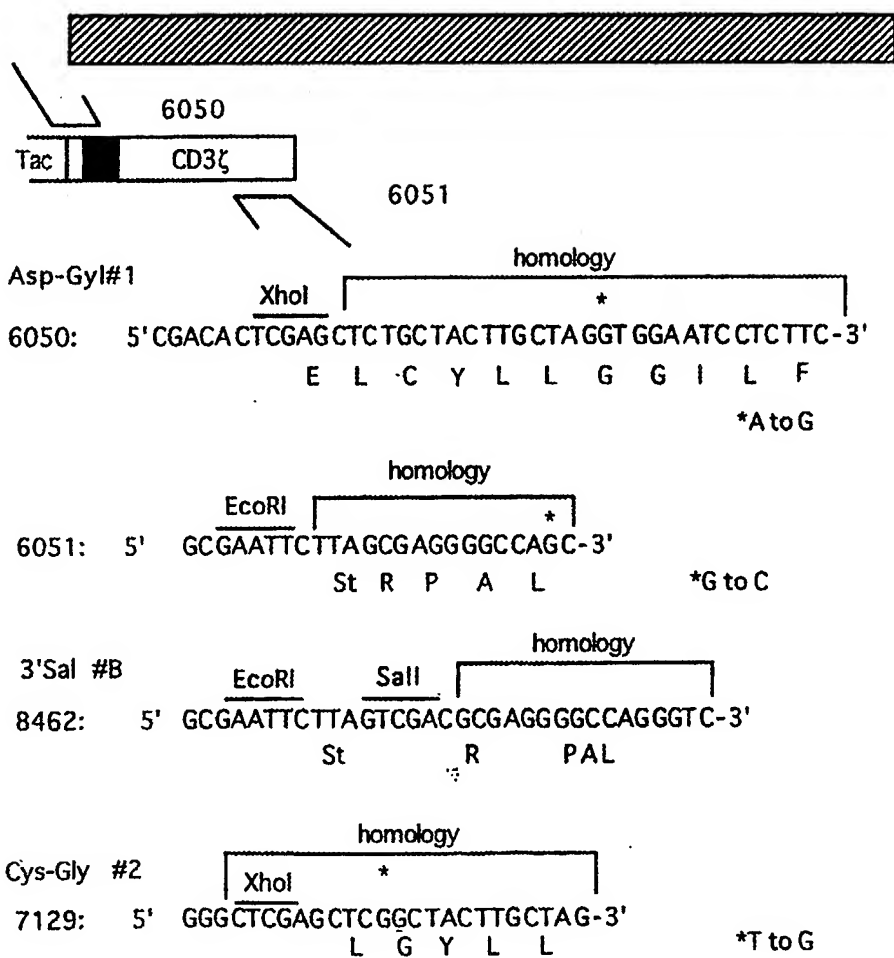 6050
Tac CD3ζ
6051
homology
Asp-Gyl#1
XhoI
*
6050: 5'CGACACTCGAGCTCTGCTACTTGCTAGGTGGAATCCTCTTC-3'
E L C Y L L G G I L F
*A to G
homology
EcoRI
*
6051: 5' GCGAATTCTTAGCGAGGGGCCAGC-3'
St R P A L *G to C
homology
3'Sal #B
EcoRI SalI
8462: 5' GCGAATTCTTAGTCGACGCGAGGGGCCAGGGTC-3'
St R PAL
homology
Cys-Gly #2
*
XhoI
7129: 5' GGGCTCGAGCTCGGCTACTTGCTAG-3'
L G Y L L *T to G